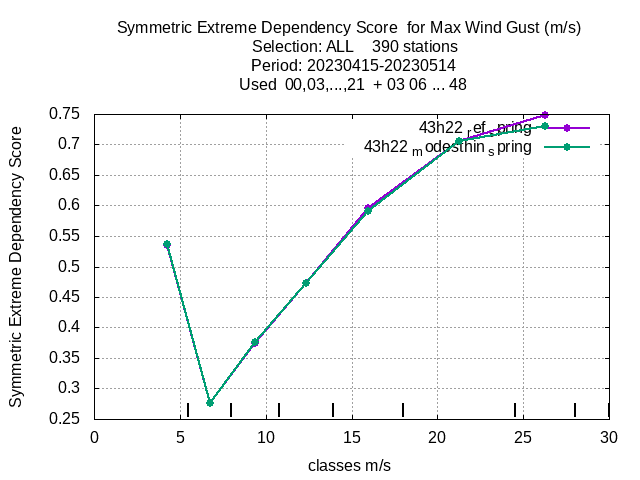 Symmetric Extreme Dependency Score for Max Wind Gust (m/s)
Selection: ALL 390 stations
Period: 20230415-20230514
Used 00,03,...,21 + 03 06 ... 48
43h22ref_spring
43h22modesthin_spring
Symmetric Extreme Dependency Score
0.75
0.7
0.65
0.6
0.55
0.5
0.45
0.4
0.35
0.3
0.25
0 5 10 15 20 25 30
classes m/s